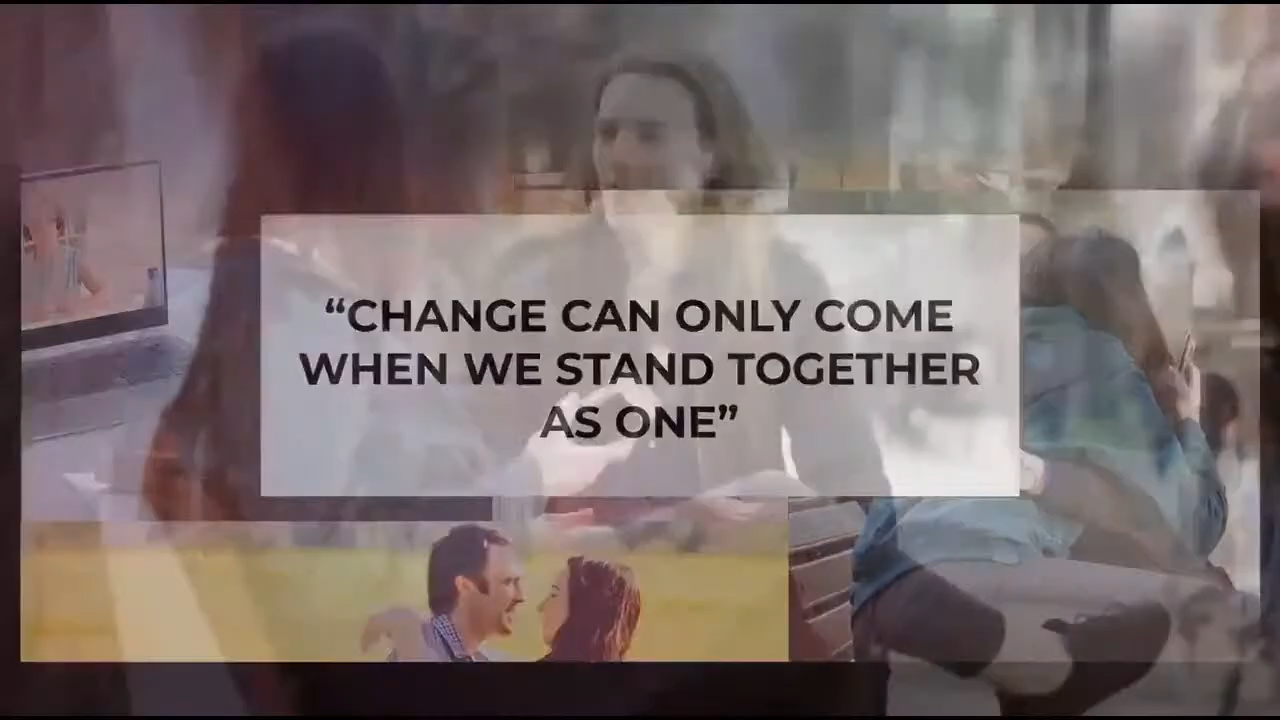 “CHANGE CAN ONLY COME
WHEN WE STAND TOGETHER
AS ONE”